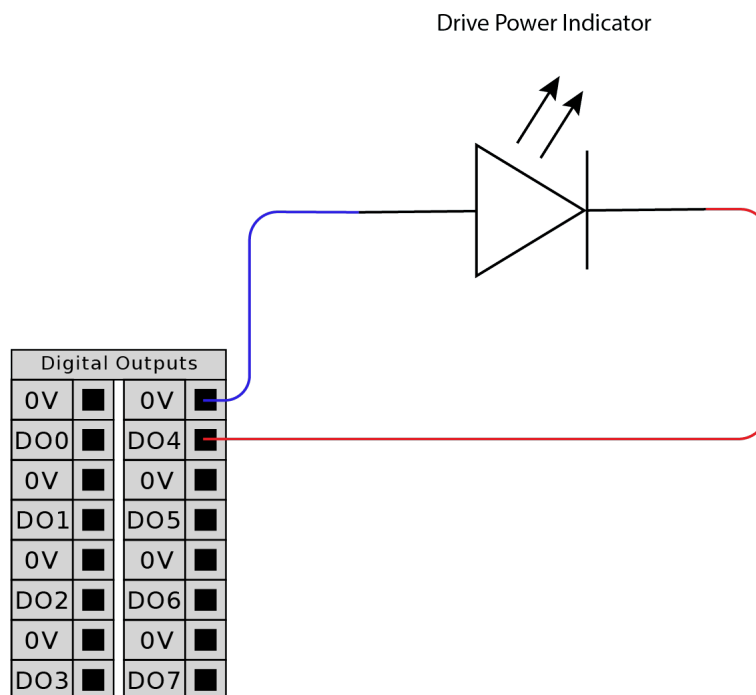 Drive Power Indicator
Digital Outputs
0V 0V
DO0 DO4
0V 0V
DO1 DO5
0V 0V
DO2 DO6
0V 0V
DO3 DO7